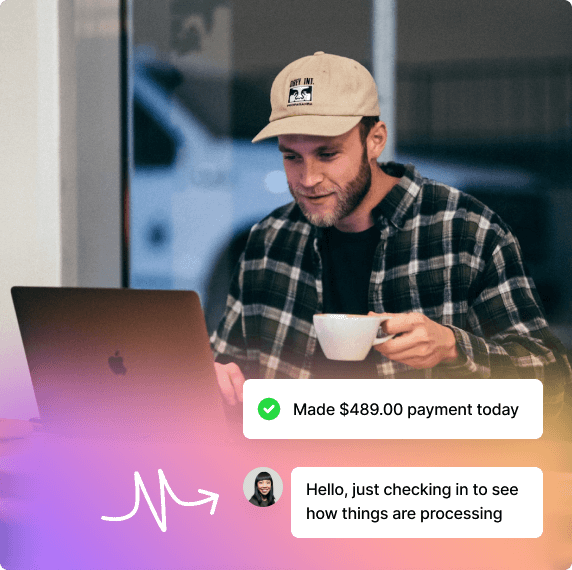 OBEY INT.
Made $489.00 payment today
Hello, just checking in to see
how things are processing